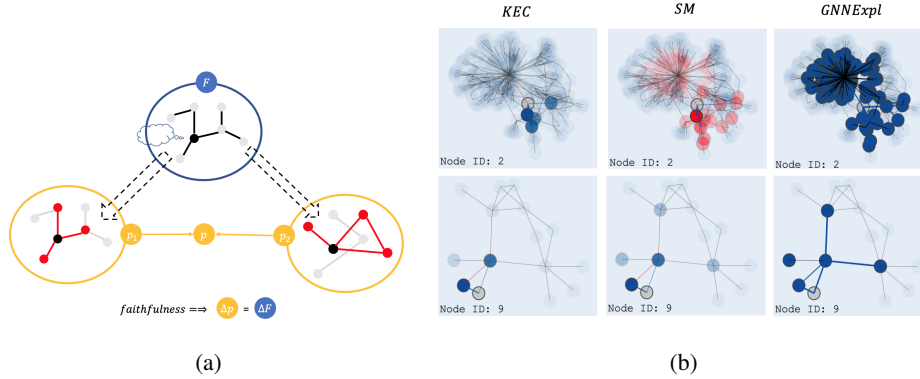 KEC SM GNNExpl
F
p₁ p p₂
Node ID: 2 Node ID: 2 Node ID: 2
faithfulness ⟹ Δp = ΔF
Node ID: 9 Node ID: 9 Node ID: 9
(a) (b)